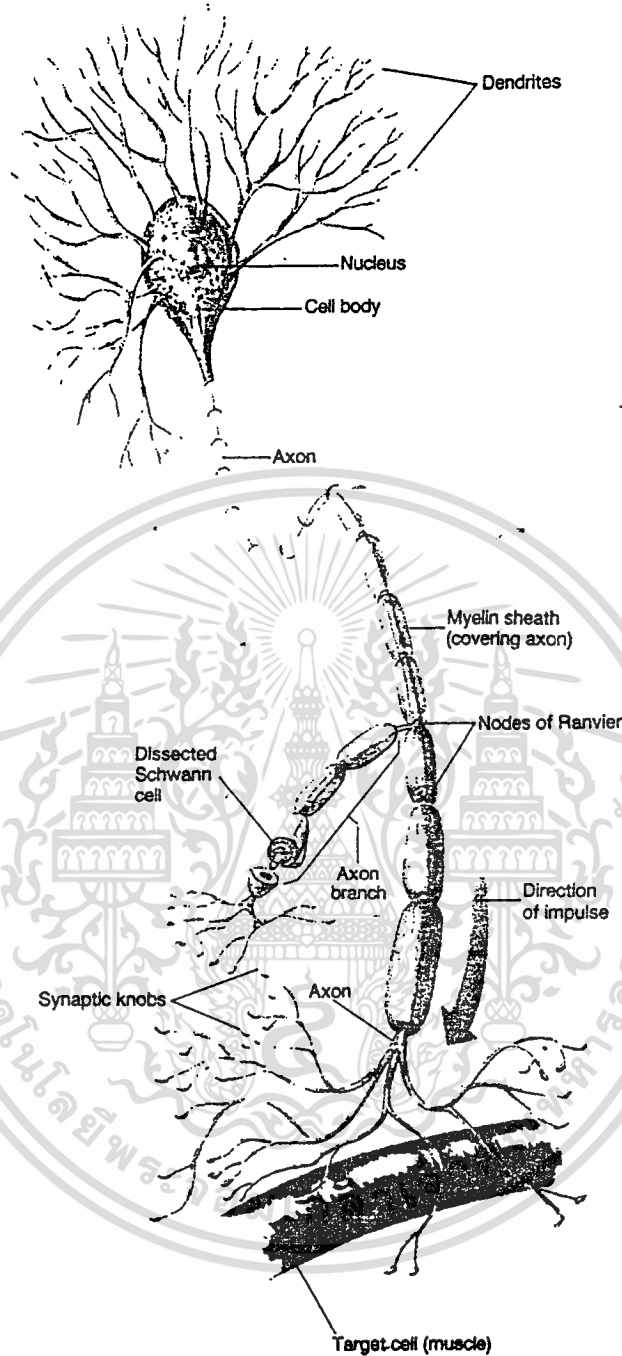 Dendrites
Nucleus
Cell body
Axon
Myelin sheath
(covering axon)
Nodes of Ranvier
Dissected
Schwann
cell
Axon
branch
Direction
of impulse
Synaptic knobs
Axon
Target cell (muscle)